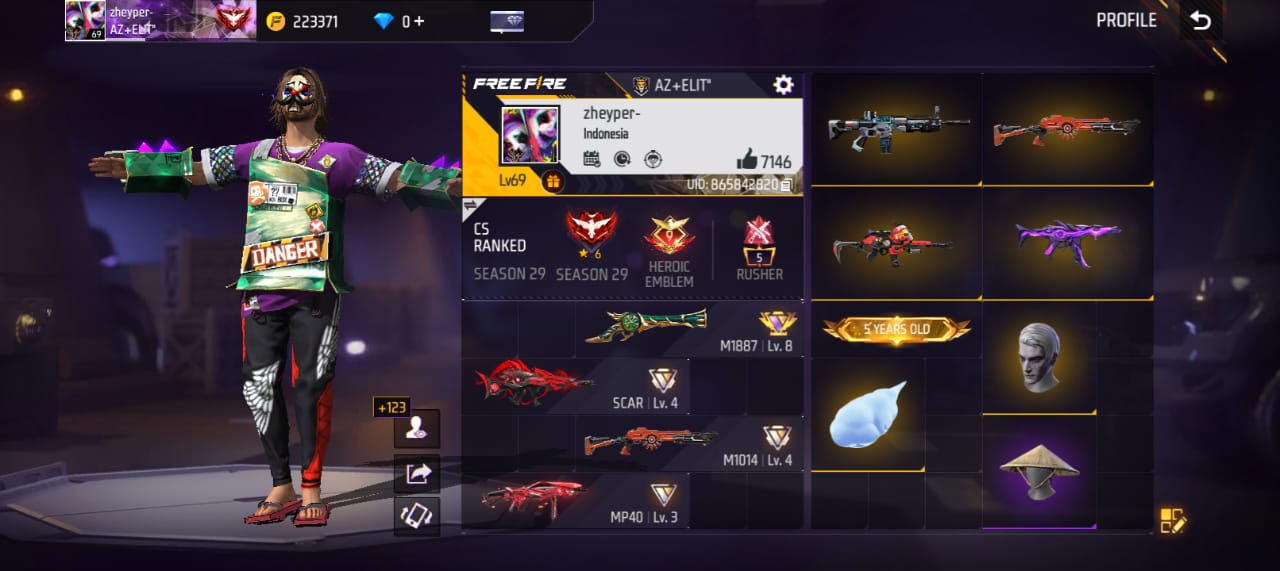 zheyper-
AZ+ELIT"
69
223371
0 +
PROFILE
FREE FIRE
AZ+ELIT"
zheyper-
Indonesia
7146
Lv69
UID: 865842820
CS
RANKED
SEASON 29
6
SEASON 29
HEROIC
EMBLEM
5
RUSHER
M1887 Lv. 8
SCAR Lv. 4
M1014 Lv. 4
MP40 Lv. 3
5 YEARS OLD
DANGER
+123